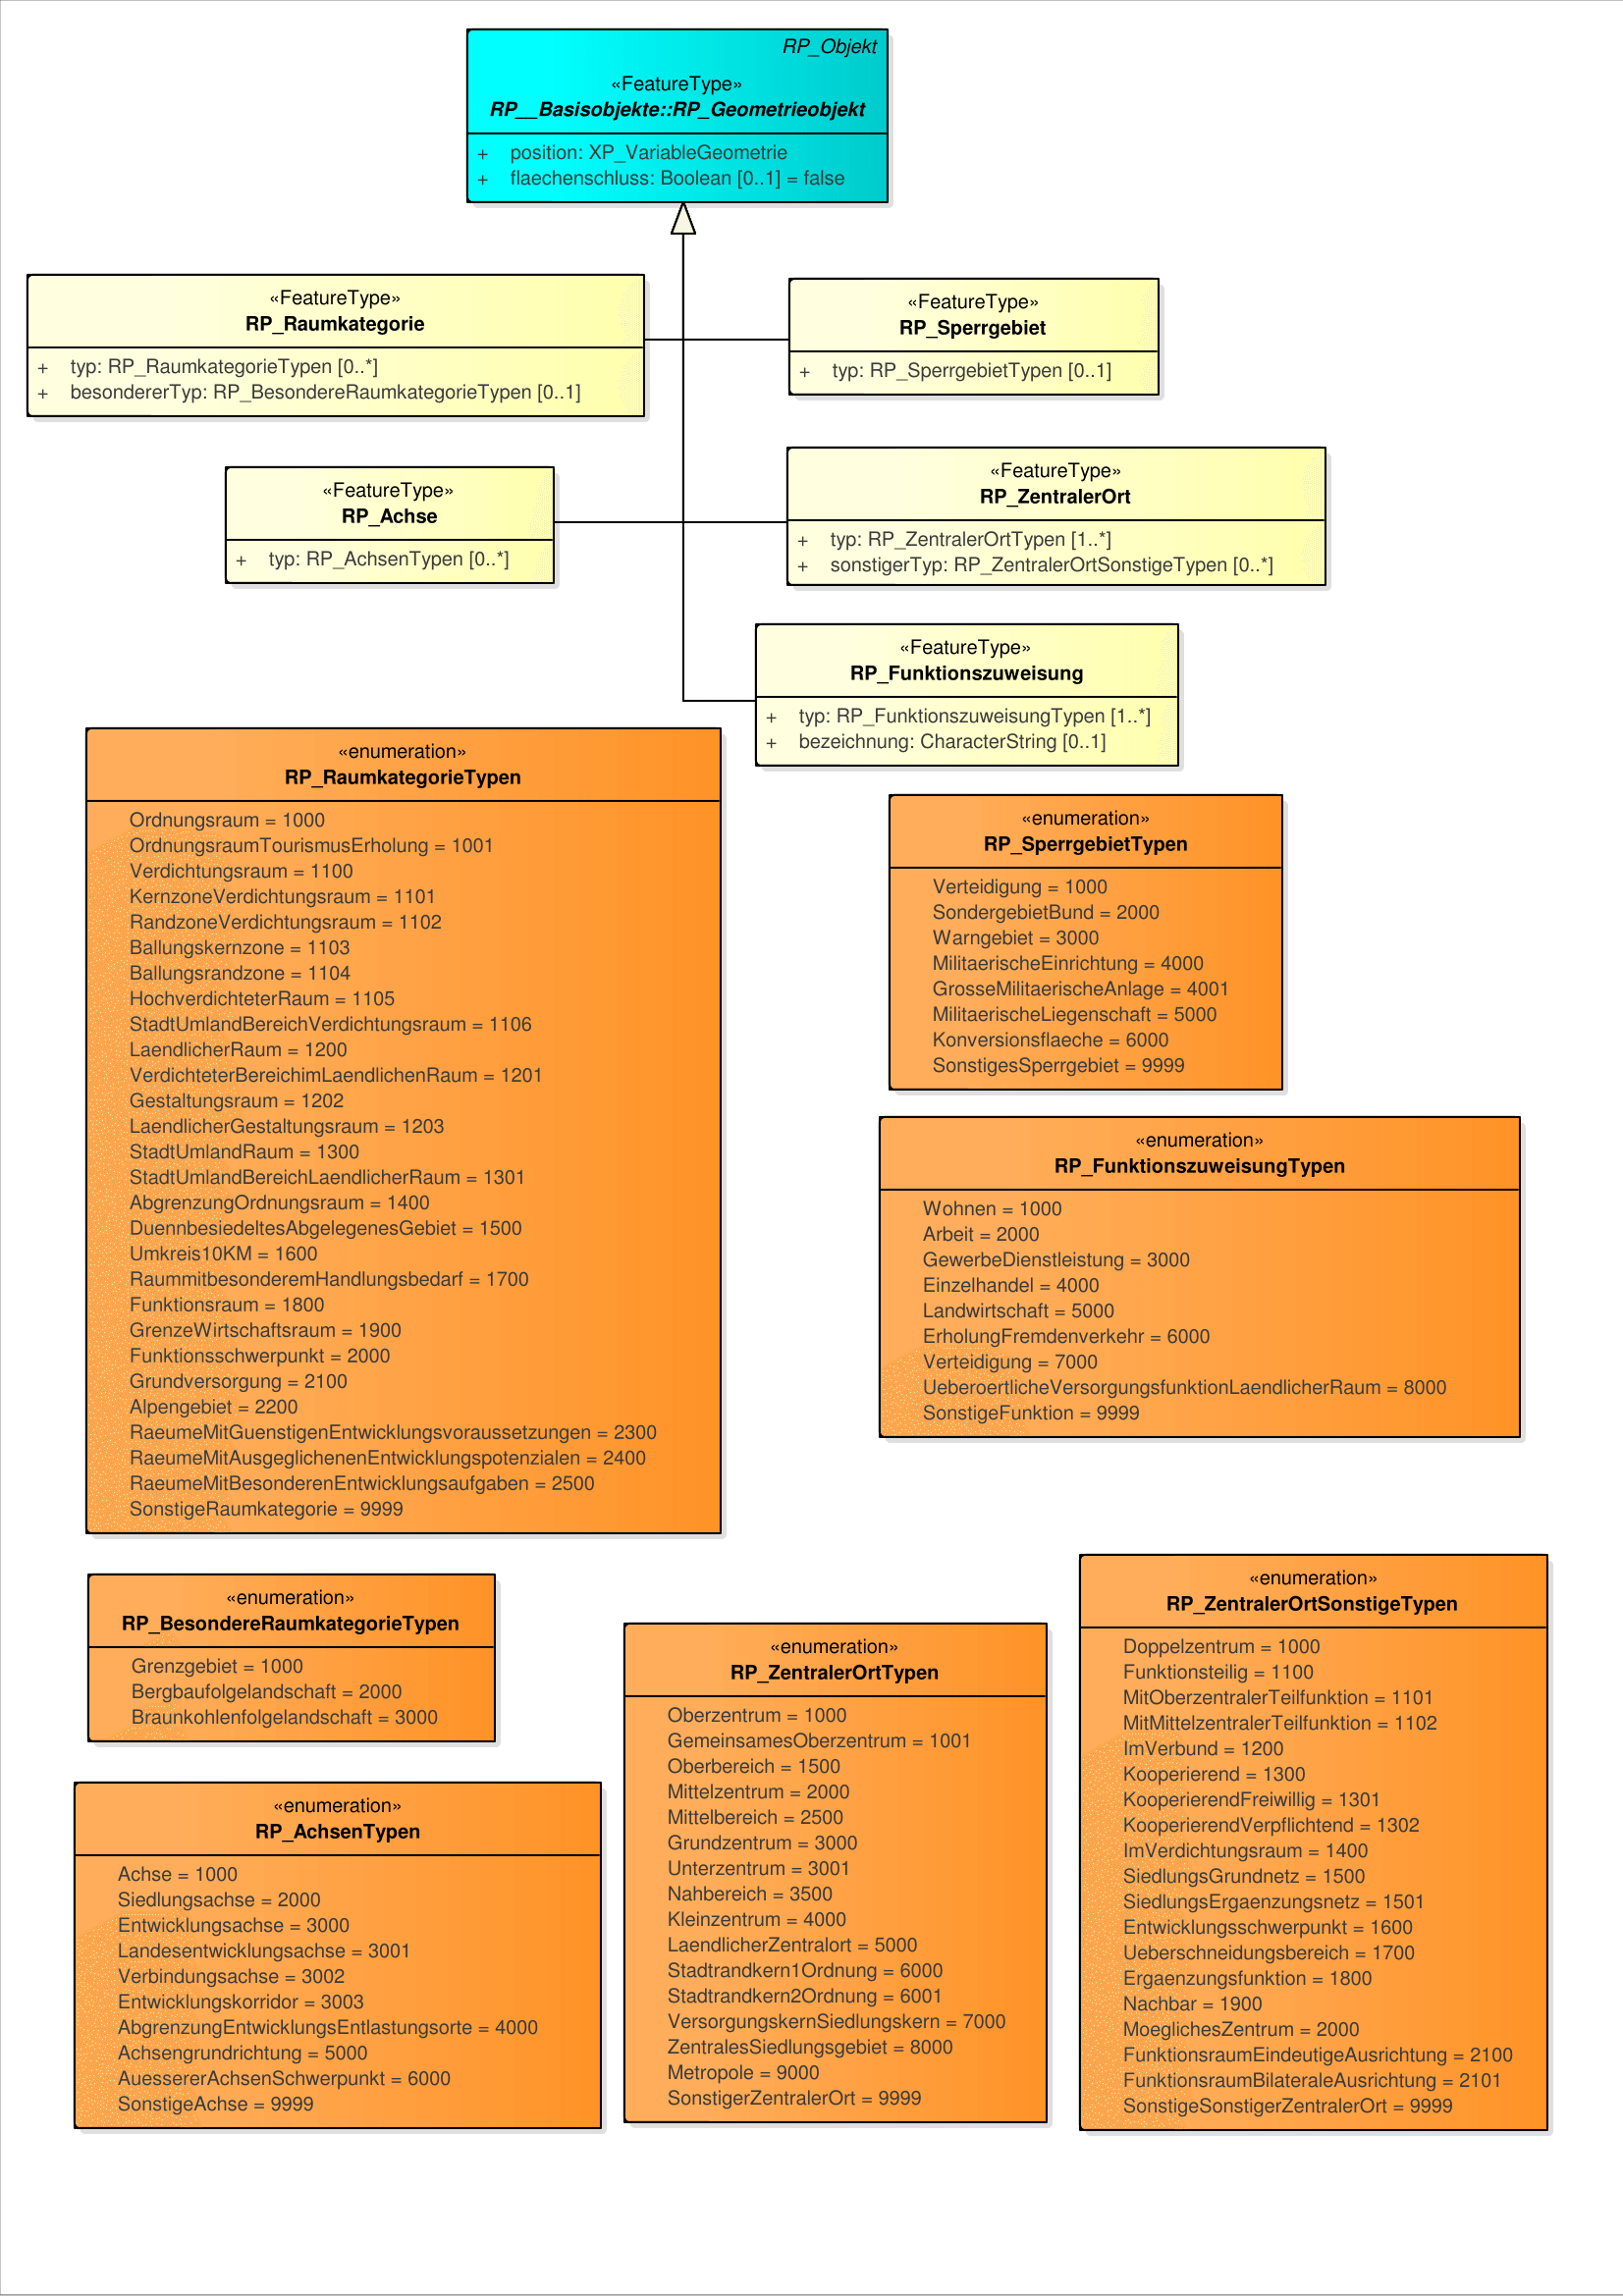 RP_Objekt
«FeatureType»
RP__Basisobjekte::RP_Geometrieobjekt
+ position: XP_VariableGeometrie
+ flaechenschluss: Boolean [0..1] = false
«FeatureType»
RP_Raumkategorie
+ typ: RP_RaumkategorieTypen [0..*]
+ besondererTyp: RP_BesondereRaumkategorieTypen [0..1]
«FeatureType»
RP_Sperrgebiet
+ typ: RP_SperrgebietTypen [0..1]
«FeatureType»
RP_Achse
+ typ: RP_AchsenTypen [0..*]
«FeatureType»
RP_ZentralerOrt
+ typ: RP_ZentralerOrtTypen [1..*]
+ sonstigerTyp: RP_ZentralerOrtSonstigeTypen [0..*]
«FeatureType»
RP_Funktionszuweisung
+ typ: RP_FunktionszuweisungTypen [1..*]
+ bezeichnung: CharacterString [0..1]
«enumeration»
RP_RaumkategorieTypen
Ordnungsraum = 1000
OrdnungsraumTourismusErholung = 1001
Verdichtungsraum = 1100
KernzoneVerdichtungsraum = 1101
RandzoneVerdichtungsraum = 1102
Ballungskernzone = 1103
Ballungsrandzone = 1104
HochverdichteterRaum = 1105
StadtUmlandBereichVerdichtungsraum = 1106
LaendlicherRaum = 1200
VerdichteterBereichimLaendlichenRaum = 1201
Gestaltungsraum = 1202
LaendlicherGestaltungsraum = 1203
StadtUmlandRaum = 1300
StadtUmlandBereichLaendlicherRaum = 1301
AbgrenzungOrdnungsraum = 1400
DuennbesiedeltesAbgelegenesGebiet = 1500
Umkreis10KM = 1600
RaummitbesonderemHandlungsbedarf = 1700
Funktionsraum = 1800
GrenzeWirtschaftsraum = 1900
Funktionsschwerpunkt = 2000
Grundversorgung = 2100
Alpengebiet = 2200
RaeumeMitGuenstigenEntwicklungsvoraussetzungen = 2300
RaeumeMitAusgeglichenenEntwicklungspotenzialen = 2400
RaeumeMitBesonderenEntwicklungsaufgaben = 2500
SonstigeRaumkategorie = 9999
«enumeration»
RP_SperrgebietTypen
Verteidigung = 1000
SondergebietBund = 2000
Warngebiet = 3000
MilitaerischeEinrichtung = 4000
GrosseMilitaerischeAnlage = 4001
MilitaerischeLiegenschaft = 5000
Konversionsflaeche = 6000
SonstigesSperrgebiet = 9999
«enumeration»
RP_FunktionszuweisungTypen
Wohnen = 1000
Arbeit = 2000
GewerbeDienstleistung = 3000
Einzelhandel = 4000
Landwirtschaft = 5000
ErholungFremdenverkehr = 6000
Verteidigung = 7000
UeberoertlicheVersorgungsfunktionLaendlicherRaum = 8000
SonstigeFunktion = 9999
«enumeration»
RP_BesondereRaumkategorieTypen
Grenzgebiet = 1000
Bergbaufolgelandschaft = 2000
Braunkohlenfolgelandschaft = 3000
«enumeration»
RP_AchsenTypen
Achse = 1000
Siedlungsachse = 2000
Entwicklungsachse = 3000
Landesentwicklungsachse = 3001
Verbindungsachse = 3002
Entwicklungskorridor = 3003
AbgrenzungEntwicklungsEntlastungsorte = 4000
Achsengrundrichtung = 5000
AuessererAchsenSchwerpunkt = 6000
SonstigeAchse = 9999
«enumeration»
RP_ZentralerOrtTypen
Oberzentrum = 1000
GemeinsamesOberzentrum = 1001
Oberbereich = 1500
Mittelzentrum = 2000
Mittelbereich = 2500
Grundzentrum = 3000
Unterzentrum = 3001
Nahbereich = 3500
Kleinzentrum = 4000
LaendlicherZentralort = 5000
Stadtrandkern1Ordnung = 6000
Stadtrandkern2Ordnung = 6001
VersorgungskernSiedlungskern = 7000
ZentralesSiedlungsgebiet = 8000
Metropole = 9000
SonstigerZentralerOrt = 9999
«enumeration»
RP_ZentralerOrtSonstigeTypen
Doppelzentrum = 1000
Funktionsteilig = 1100
MitOberzentralerTeilfunktion = 1101
MitMittelzentralerTeilfunktion = 1102
ImVerbund = 1200
Kooperierend = 1300
KooperierendFreiwillig = 1301
KooperierendVerpflichtend = 1302
ImVerdichtungsraum = 1400
SiedlungsGrundnetz = 1500
SiedlungsErgaenzungsnetz = 1501
Entwicklungsschwerpunkt = 1600
Ueberschneidungsbereich = 1700
Ergaenzungsfunktion = 1800
Nachbar = 1900
MoeglichesZentrum = 2000
FunktionsraumEindeutigeAusrichtung = 2100
FunktionsraumBilateraleAusrichtung = 2101
SonstigeSonstigerZentralerOrt = 9999